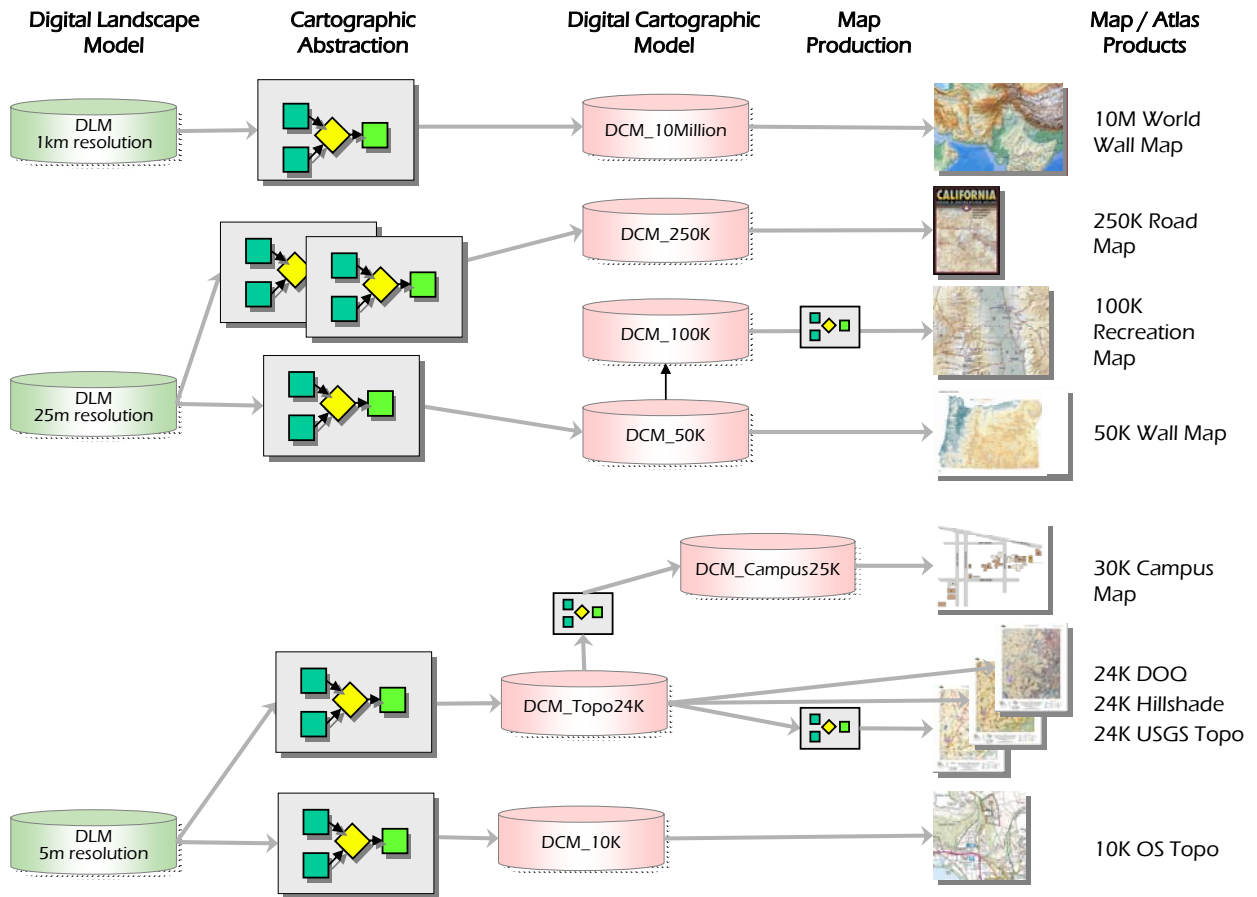 Digital Landscape
Model
Cartographic
Abstraction
Digital Cartographic
Model
Map
Production
Map / Atlas
Products
DLM
1km resolution
DCM_10Million
10M World
Wall Map
DCM_250K
CALIFORNIA
250K Road
Map
DCM_100K
100K
Recreation
Map
DLM
25m resolution
DCM_50K
50K Wall Map
DCM_Campus25K
30K Campus
Map
DCM_Topo24K
24K DOQ
24K Hillshade
24K USGS Topo
DLM
5m resolution
DCM_10K
10K OS Topo